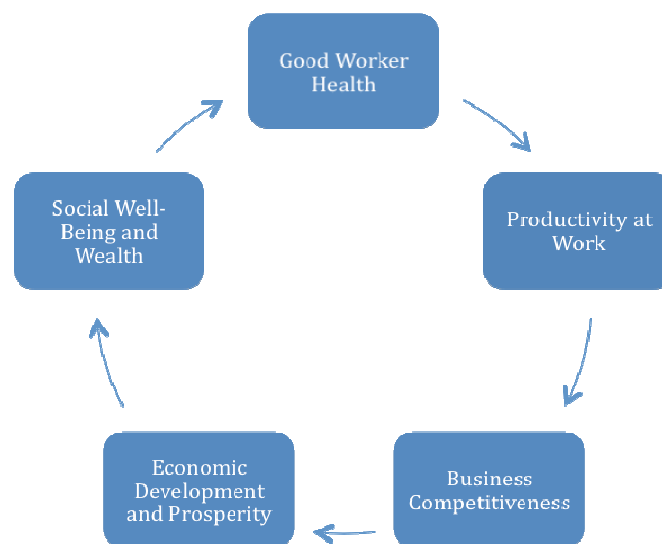 Good Worker
Health
Productivity at
Work
Business
Competitiveness
Economic
Development
and Prosperity
Social Well-
Being and
Wealth